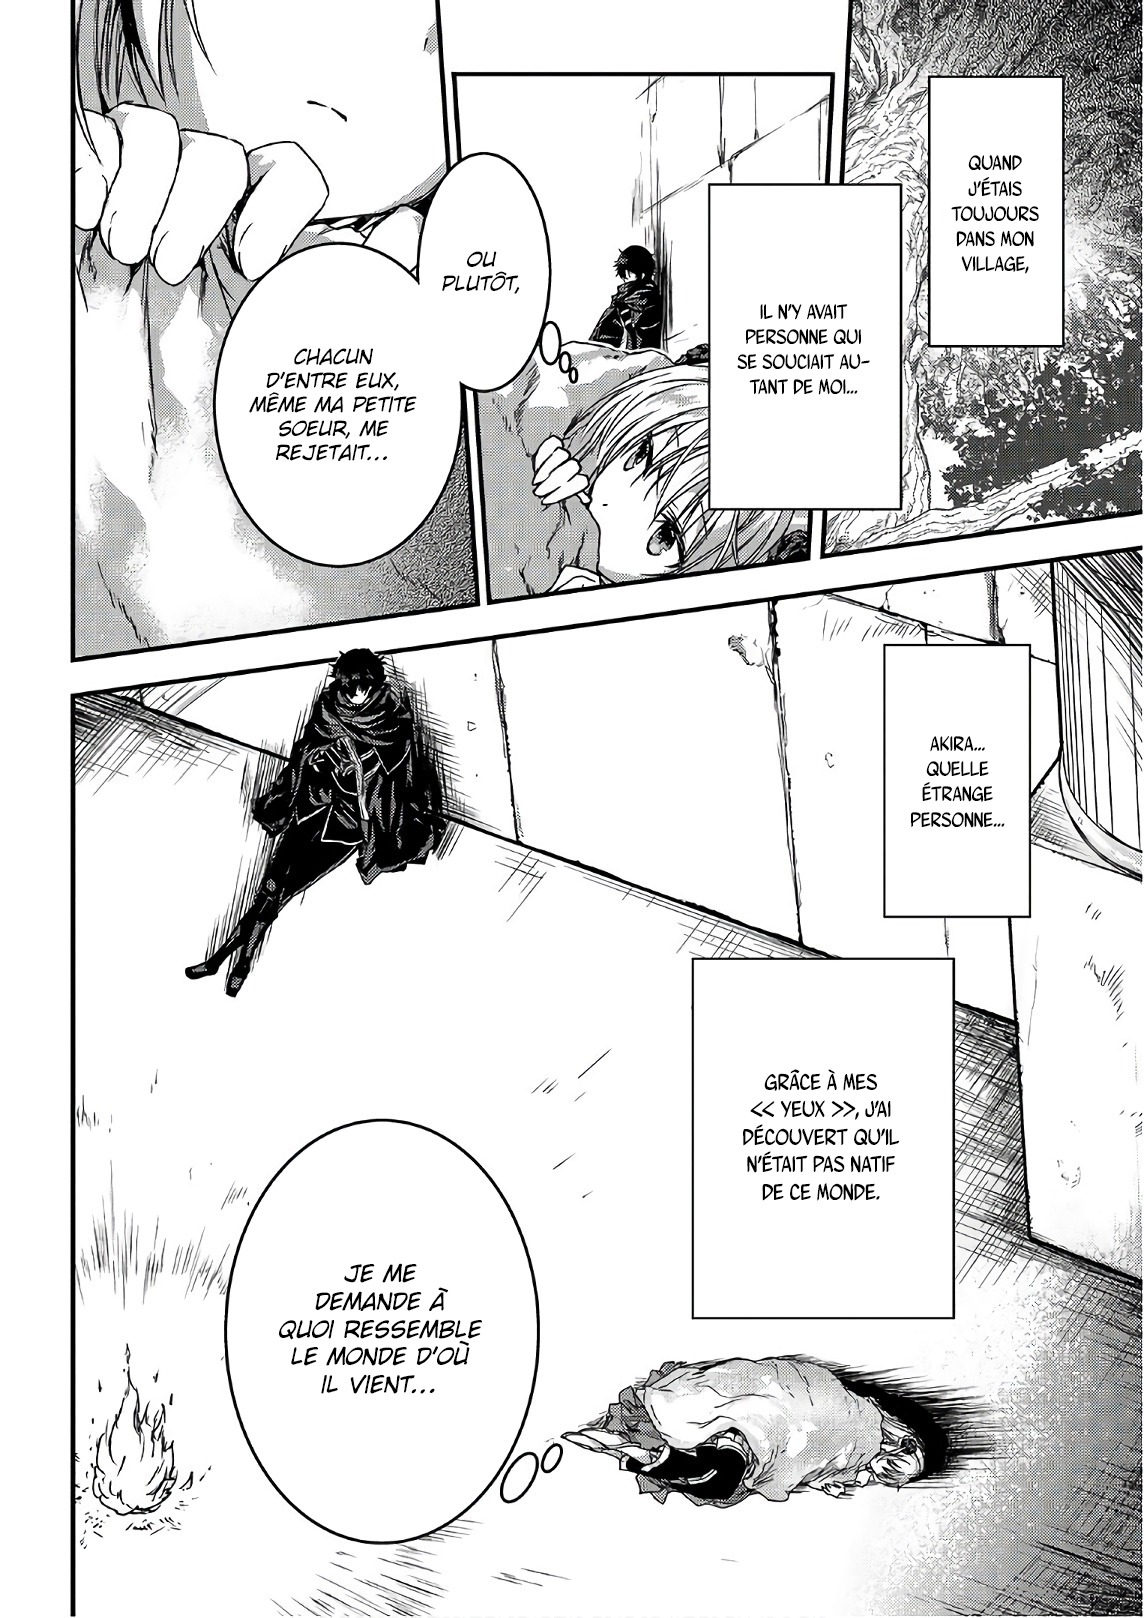 QUAND
J'ÉTAIS
TOUJOURS
DANS MON
VILLAGE,
IL N'Y AVAIT
PERSONNE QUI
SE SOUCIAIT AU-
TANT DE MOI...
OU
PLUTÔT,
CHACUN
D'ENTRE EUX,
MÊME MA PETITE
SOEUR, ME
REJETAIT...
AKIRA...
QUELLE
ÉTRANGE
PERSONNE...
GRÂCE À MES
<< YEUX >>, J'AI
DÉCOUVERT QU'IL
N'ÉTAIT PAS NATIF
DE CE MONDE.
JE ME
DEMANDE À
QUOI RESSEMBLE
LE MONDE D'OÙ
IL VIENT...